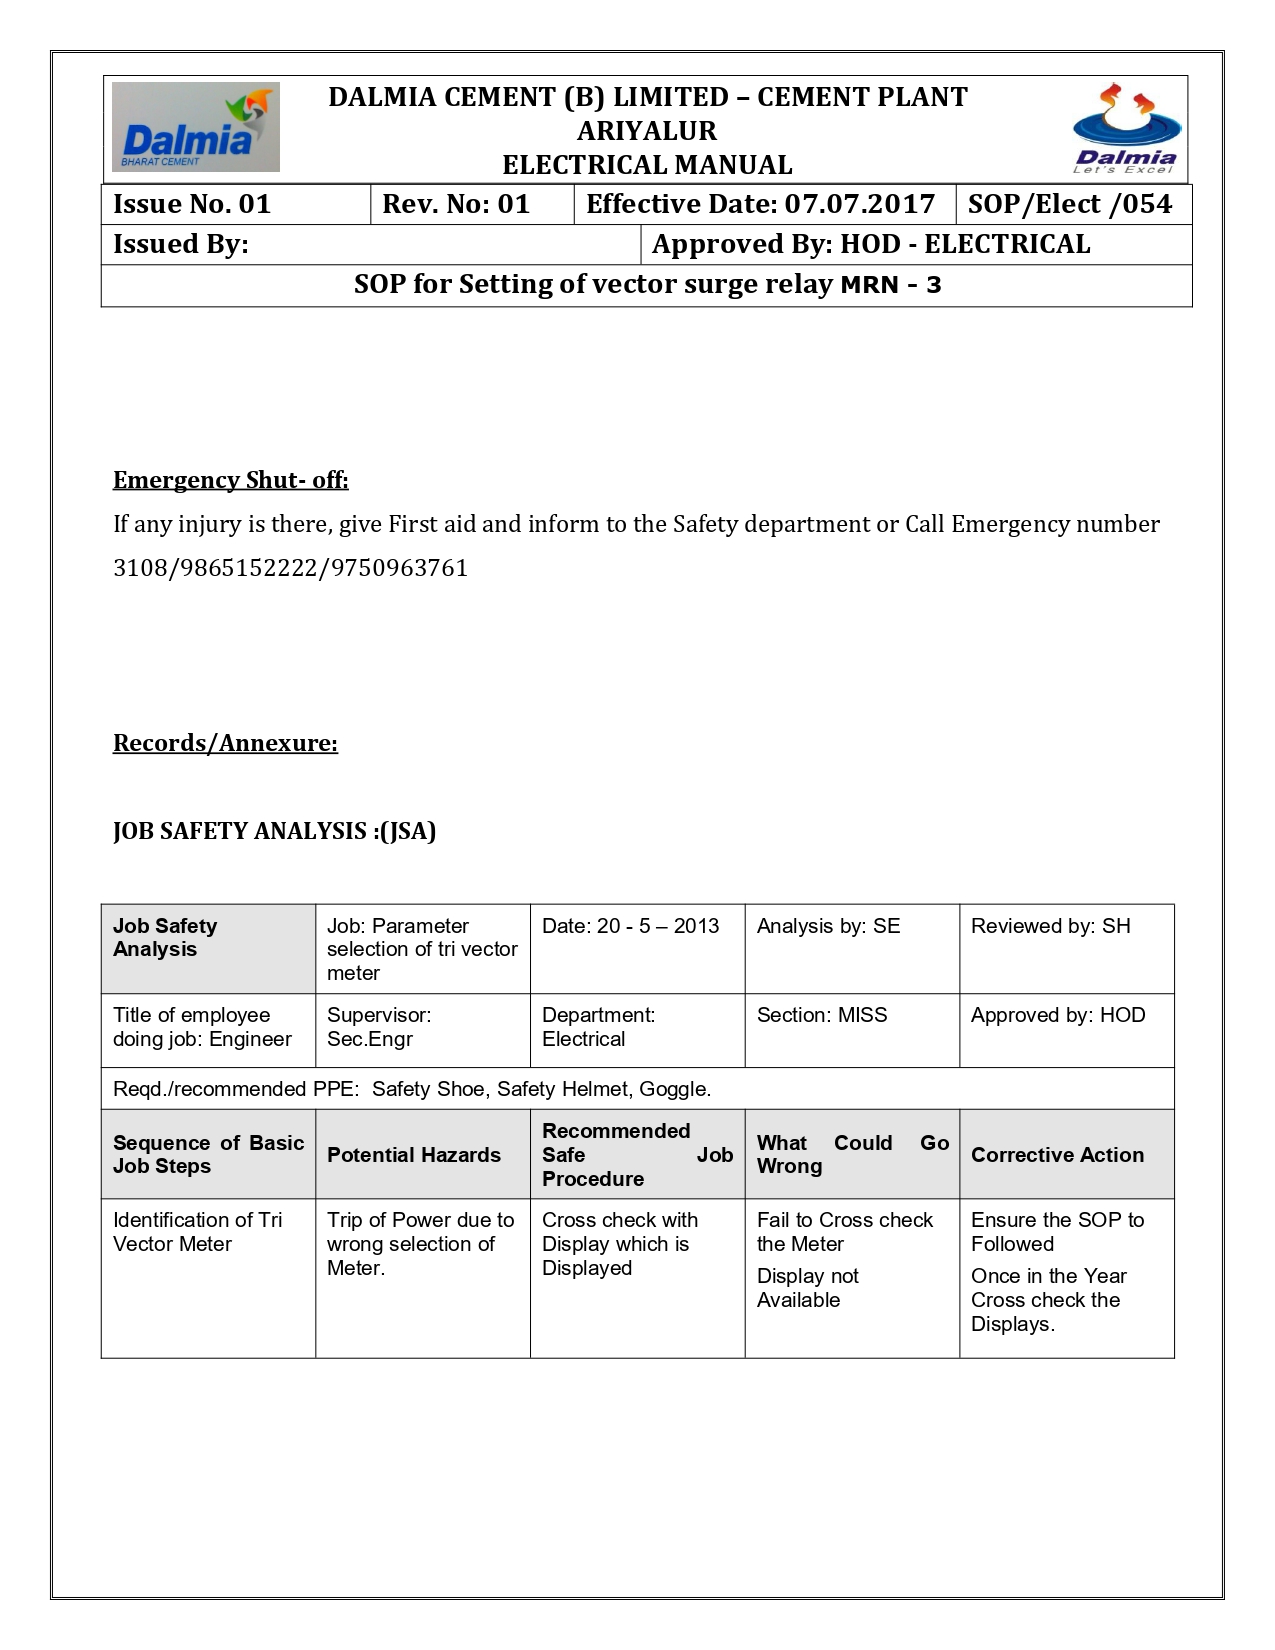 Dalmia
BHARAT CEMENT
DALMIA CEMENT (B) LIMITED – CEMENT PLANT
ARIYALUR
ELECTRICAL MANUAL
Dalmia
Let's Excel
Issue No. 01 Rev. No: 01 Effective Date: 07.07.2017 SOP/Elect /054
Issued By: Approved By: HOD - ELECTRICAL
SOP for Setting of vector surge relay MRN – 3
Emergency Shut- off:
If any injury is there, give First aid and inform to the Safety department or Call Emergency number
3108/9865152222/9750963761
Records/Annexure:
JOB SAFETY ANALYSIS :(JSA)
Job Safety
Analysis
Job: Parameter
selection of tri vector
meter
Date: 20 - 5 – 2013
Analysis by: SE
Reviewed by: SH
Title of employee
doing job: Engineer
Supervisor:
Sec.Engr
Department:
Electrical
Section: MISS
Approved by: HOD
Reqd./recommended PPE: Safety Shoe, Safety Helmet, Goggle.
Sequence of Basic
Job Steps
Potential Hazards
Recommended
Safe Job
Procedure
What Could Go
Wrong
Corrective Action
Identification of Tri
Vector Meter
Trip of Power due to
wrong selection of
Meter.
Cross check with
Display which is
Displayed
Fail to Cross check
the Meter
Display not
Available
Ensure the SOP to
Followed
Once in the Year
Cross check the
Displays.